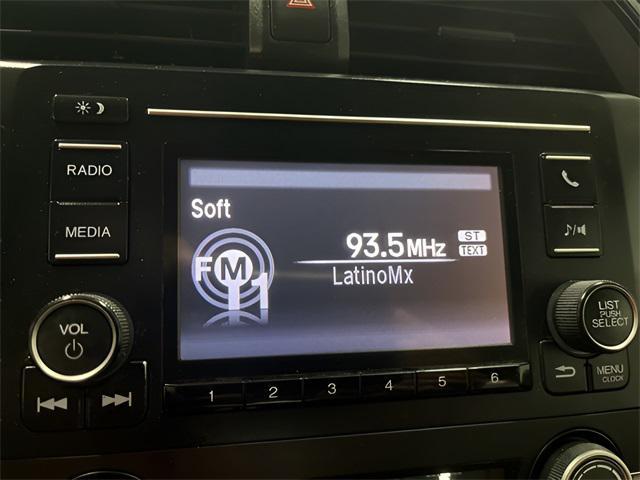 RADIO
MEDIA
VOL
Soft
93.5MHz
ST
TEXT
FM
1
LatinoMx
LIST
PUSH
SELECT
MENU
CLOCK
1 2 3 4 5 6